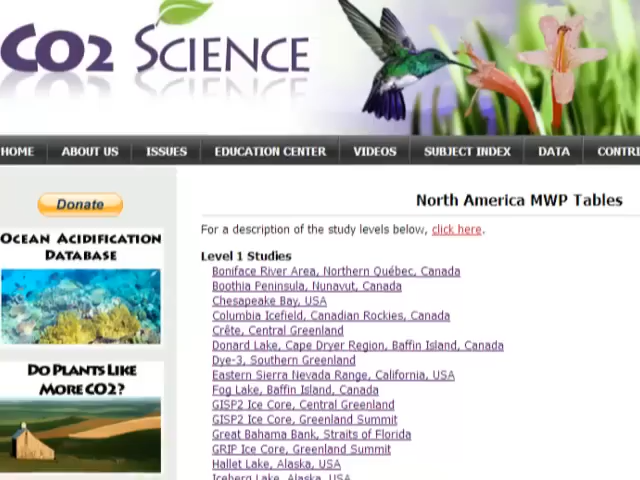 CO2 SCIENCE
HOME ABOUT US ISSUES EDUCATION CENTER VIDEOS SUBJECT INDEX DATA CONTRI
Donate
OCEAN ACIDIFICATION
DATABASE
DO PLANTS LIKE
MORE CO2?
North America MWP Tables
For a description of the study levels below, click here.
Level 1 Studies
Boniface River Area, Northern Québec, Canada
Boothia Peninsula, Nunavut, Canada
Chesapeake Bay, USA
Columbia Icefield, Canadian Rockies, Canada
Crête, Central Greenland
Donard Lake, Cape Dryer Region, Baffin Island, Canada
Dye-3, Southern Greenland
Eastern Sierra Nevada Range, California, USA
Fog Lake, Baffin Island, Canada
GISP2 Ice Core, Central Greenland
GISP2 Ice Core, Greenland Summit
Great Bahama Bank, Straits of Florida
GRIP Ice Core, Greenland Summit
Hallet Lake, Alaska, USA
Iceberg Lake, Alaska, USA